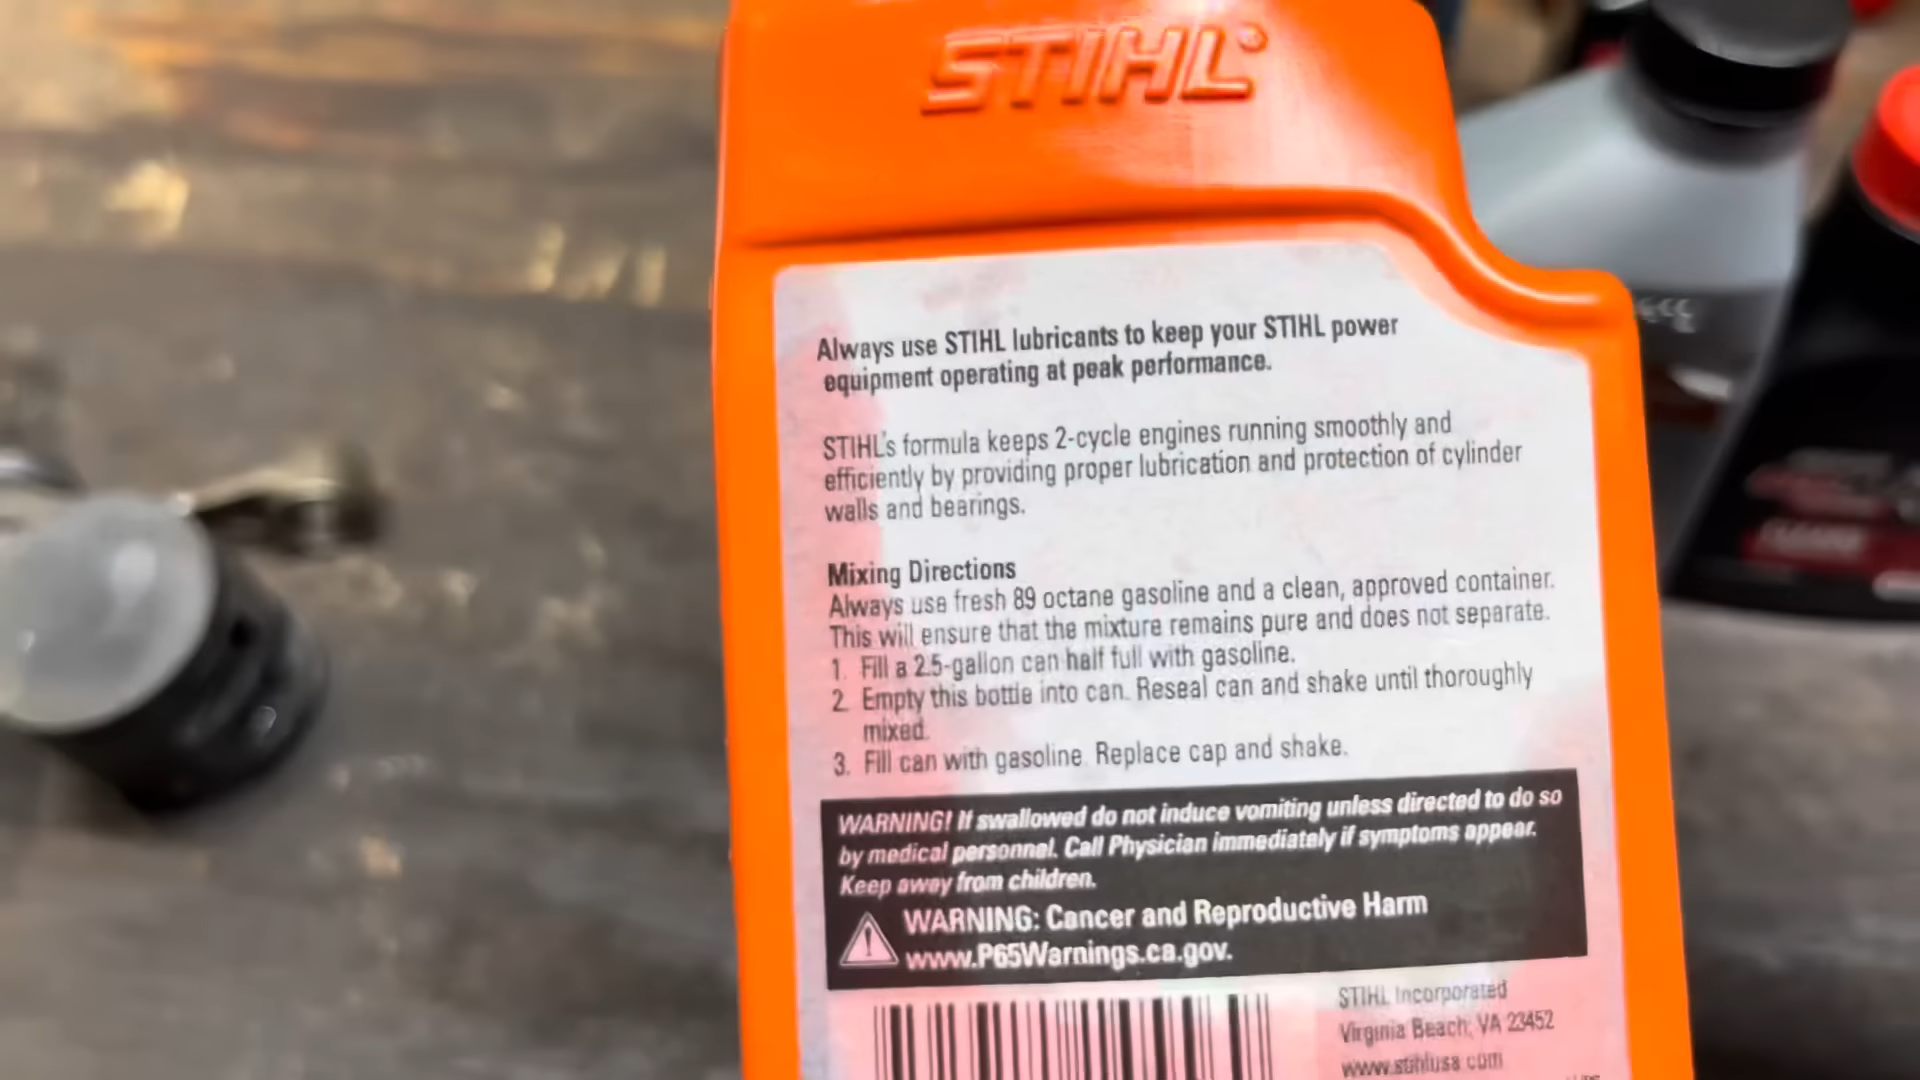 STIHL®
Always use STIHL lubricants to keep your STIHL power
equipment operating at peak performance.
STIHL's formula keeps 2-cycle engines running smoothly and
efficiently by providing proper lubrication and protection of cylinder
walls and bearings.
Mixing Directions
Always use fresh 89 octane gasoline and a clean, approved container.
This will ensure that the mixture remains pure and does not separate.
1. Fill a 2.5-gallon can half full with gasoline.
2. Empty this bottle into can. Reseal can and shake until thoroughly
mixed.
3. Fill can with gasoline. Replace cap and shake.
WARNING! If swallowed do not induce vomiting unless directed to do so
by medical personnel. Call Physician immediately if symptoms appear.
Keep away from children.
WARNING: Cancer and Reproductive Harm
www.P65Warnings.ca.gov.
STIHL Incorporated
Virginia Beach, VA 23452
www.stihlusa.com